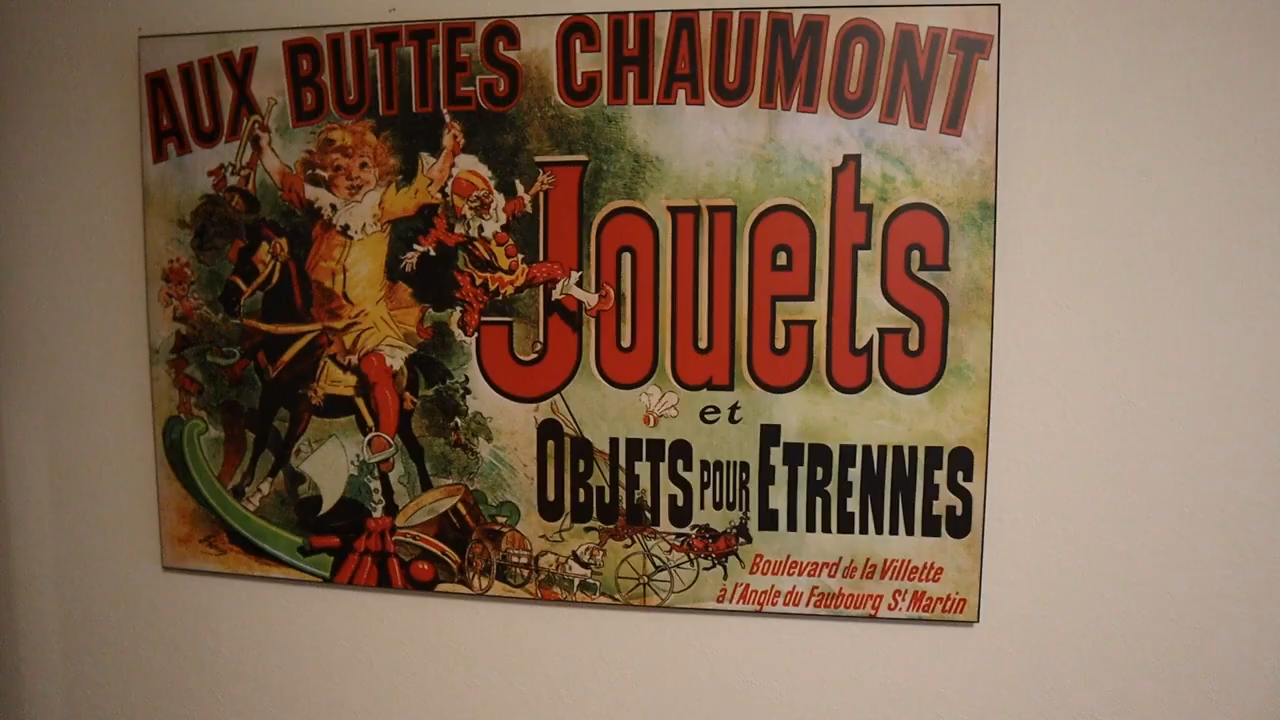 AUX BUTTES CHAUMONT
Jouets
et
OBJETS POUR ETRENNES
Boulevard de la Villette
à l'Angle du Faubourg St Martin